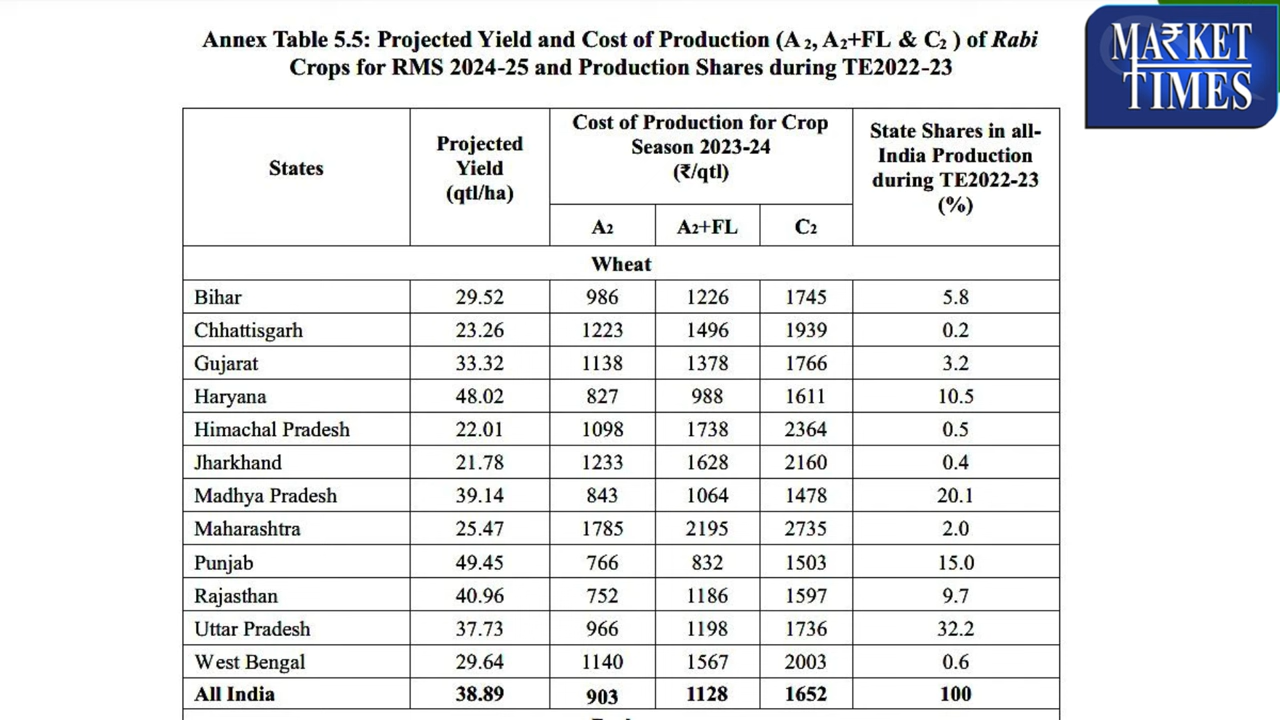 Annex Table 5.5: Projected Yield and Cost of Production (A₂, A₂+FL & C₂ ) of Rabi
Crops for RMS 2024-25 and Production Shares during TE2022-23
MA₹KET
TIMES
States
Projected
Yield
(qtl/ha)
Cost of Production for Crop
Season 2023-24
(₹/qtl)
State Shares in all-
India Production
during TE2022-23
(%)
A₂ A₂+FL C₂
Wheat
Bihar 29.52 986 1226 1745 5.8
Chhattisgarh 23.26 1223 1496 1939 0.2
Gujarat 33.32 1138 1378 1766 3.2
Haryana 48.02 827 988 1611 10.5
Himachal Pradesh 22.01 1098 1738 2364 0.5
Jharkhand 21.78 1233 1628 2160 0.4
Madhya Pradesh 39.14 843 1064 1478 20.1
Maharashtra 25.47 1785 2195 2735 2.0
Punjab 49.45 766 832 1503 15.0
Rajasthan 40.96 752 1186 1597 9.7
Uttar Pradesh 37.73 966 1198 1736 32.2
West Bengal 29.64 1140 1567 2003 0.6
All India 38.89 903 1128 1652 100